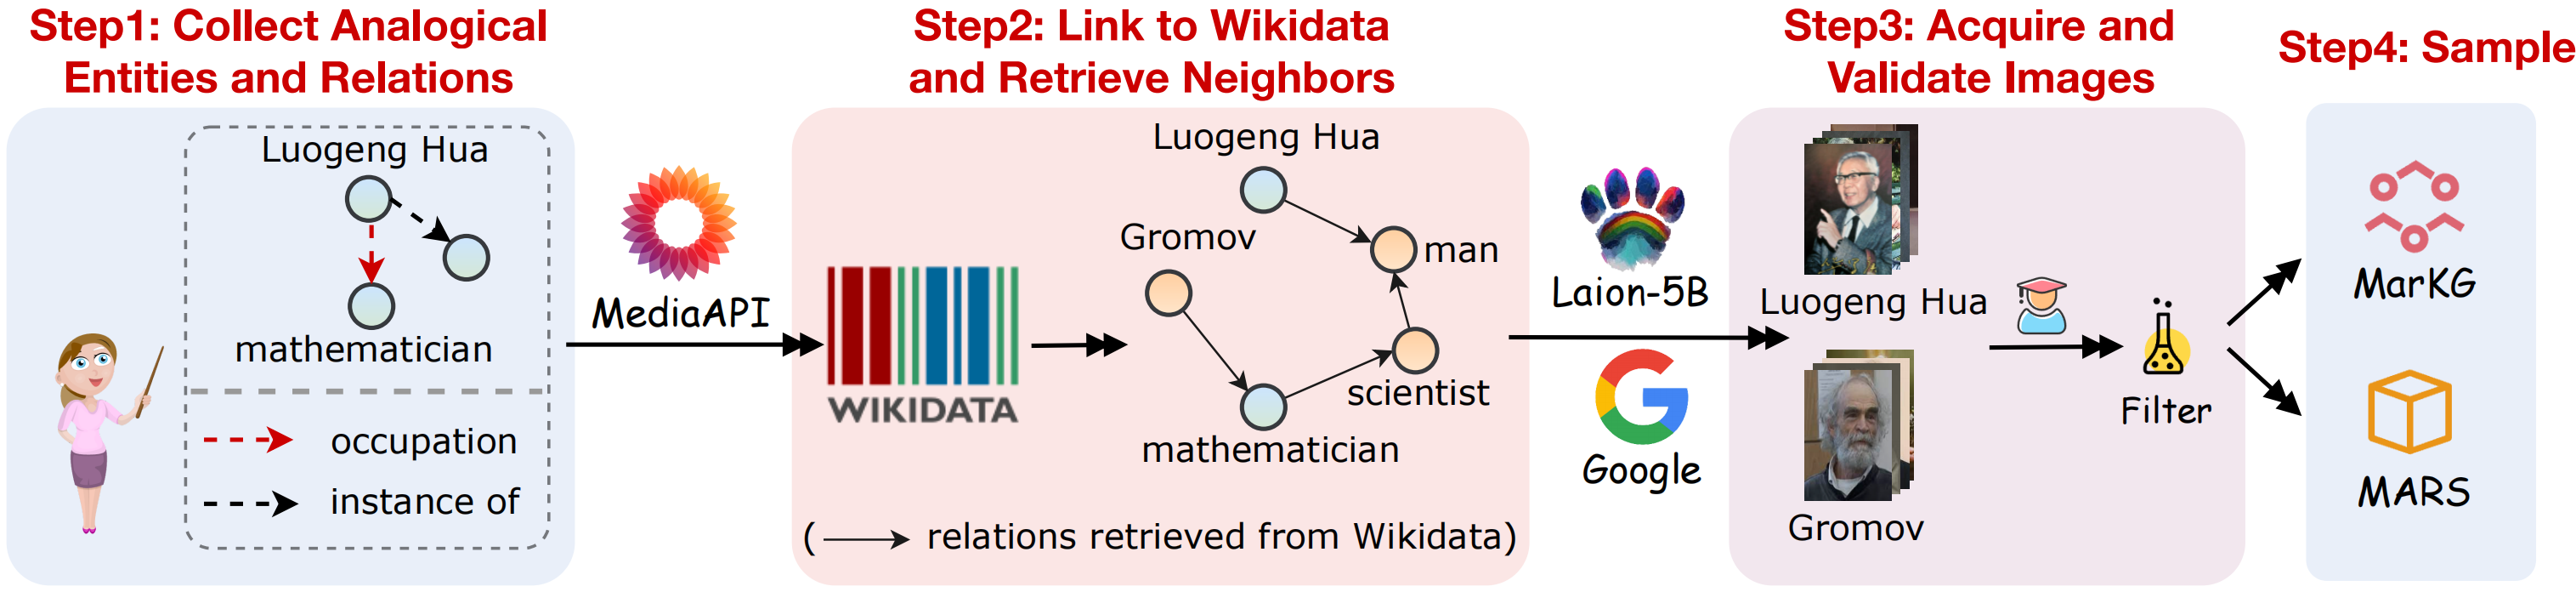 Step1: Collect Analogical
Entities and Relations
Luogeng Hua
mathematician
occupation
instance of
MediaAPI
Step2: Link to Wikidata
and Retrieve Neighbors
WIKIDATA
Luogeng Hua
Gromov
man
scientist
mathematician
( relations retrieved from Wikidata)
Laion-5B
Google
Step3: Acquire and
Validate Images
Luogeng Hua
Gromov
Filter
Step4: Sample
MarKG
MARS